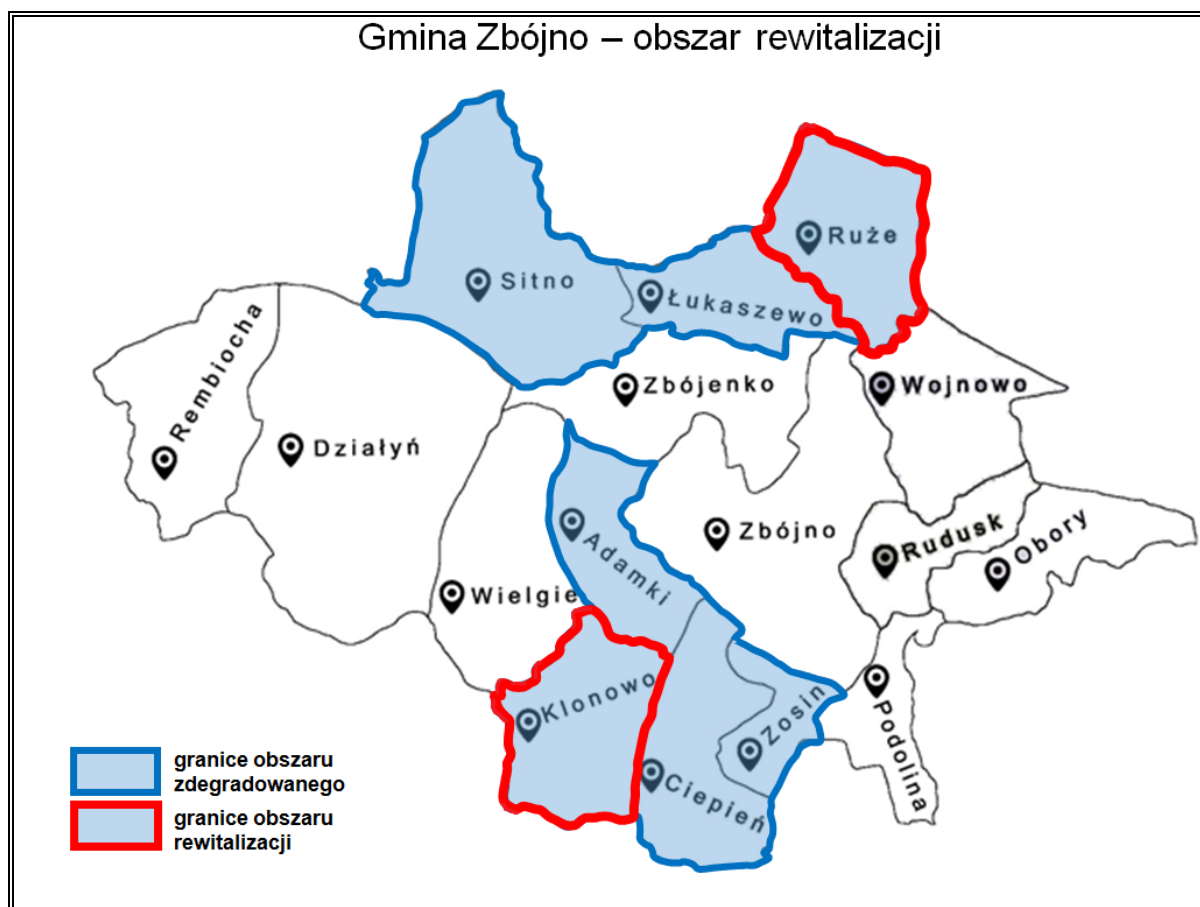 Gmina Zbójno – obszar rewitalizacji
Ruże
Sitno
Łukaszewo
Rembiocha
Zbójenko
Wojnowo
Działyń
Zbójno
Rudusk
Obory
Adamki
Wielgie
Klonowo
Zosin
Podolina
Ciepień
granice obszaru
zdegradowanego
granice obszaru
rewitalizacji